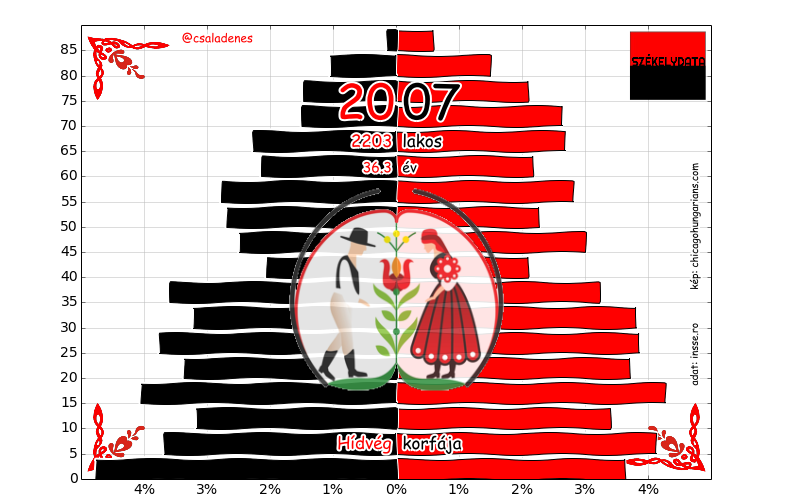 @csaladenes
SZÉKELYDATA
2007
2203 lakos
36.3 év
Hídvég korfája
kép: chicagohungarians.com
adat: insse.ro
85
80
75
70
65
60
55
50
45
40
35
30
25
20
15
10
5
0
4% 3% 2% 1% 0% 1% 2% 3% 4%